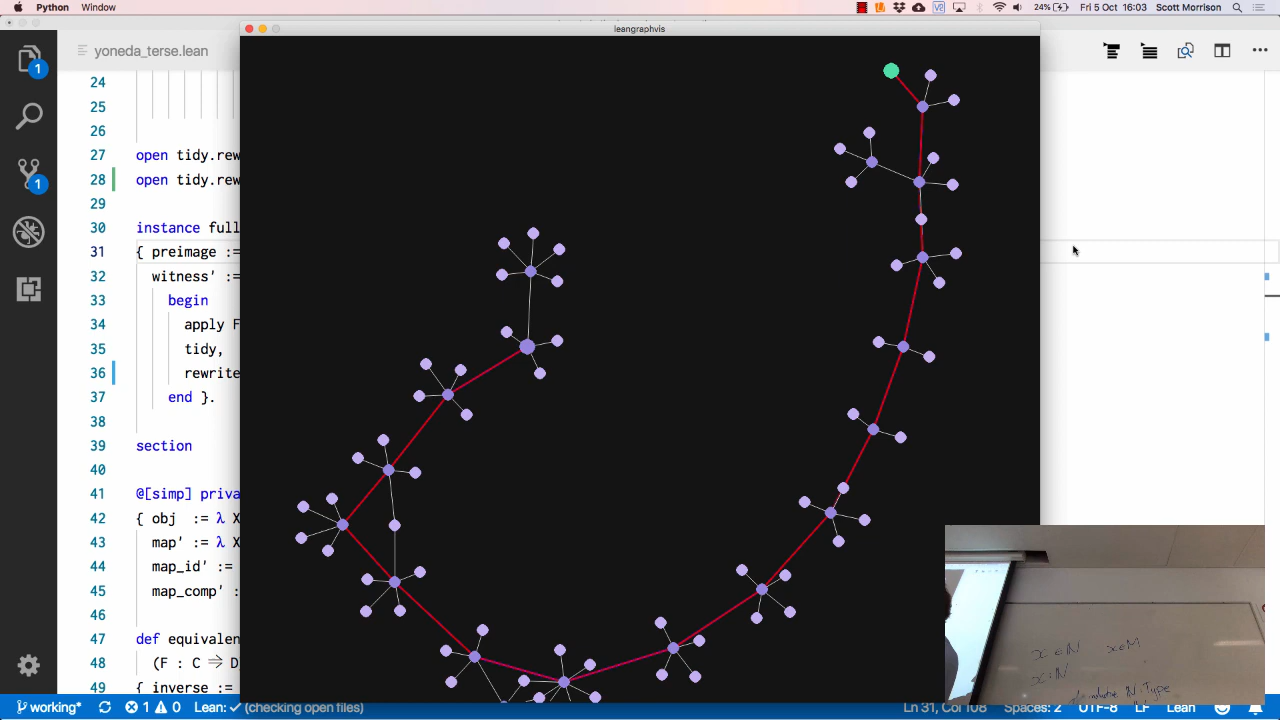 Python Window
24% Fri 5 Oct 16:03 Scott Morrison
leangraphvis
yoneda_terse.lean
1
1
24
25
26
27 open tidy.rew
28 open tidy.rew
29
30 instance full
31 { preimage :=
32 witness' :=
33 begin
34 apply F
35 tidy,
36 rewrite
37 end }.
38
39 section
40
41 @[simp] priva
42 { obj := λ X
43 map' := λ X
44 map_id' :=
45 map_comp' :
46
47 def equivalen
48 (F : C ⇒ D
49 { inverse :=
x ∈ ℕ x ∈ M
x : ℕ
ℕ : Type
working* 1 0 Lean: ✓ (checking open files) Ln 31, Col 108 Spaces: 2 UTF-8 LF Lean